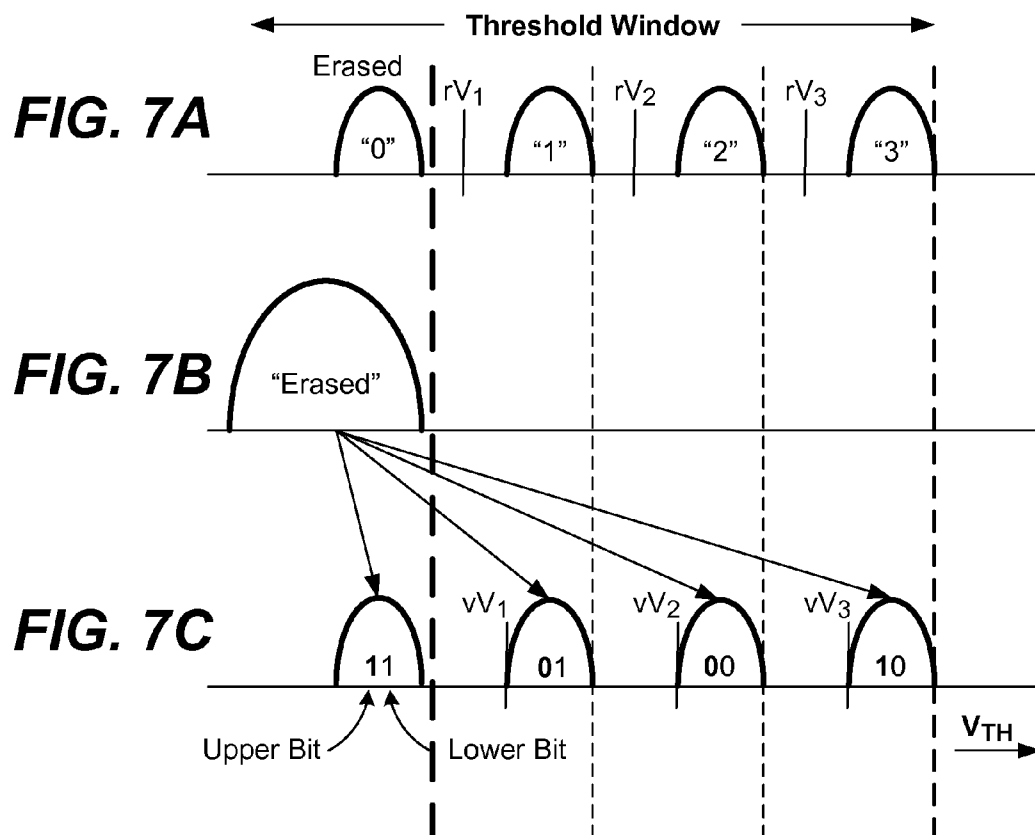 Threshold Window
Erased
rV1 rV2 rV3
FIG. 7A
“0” “1” “2” “3”
FIG. 7B
“Erased”
vV1 vV2 vV3
FIG. 7C
11 01 00 10
Upper Bit Lower Bit
VTH